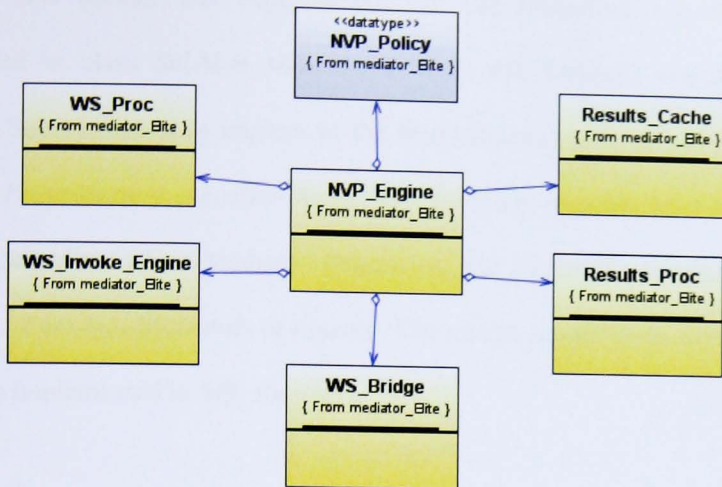 <<datatype>>
NVP_Policy
{ From mediator_Elite }
WS_Proc
{ From mediator_Elite }
Results_Cache
{ From mediator_Elite }
NVP_Engine
{ From mediator_Elite }
WS_Invoke_Engine
{ From mediator_Elite }
Results_Proc
{ From mediator_Elite }
WS_Bridge
{ From mediator_Elite }